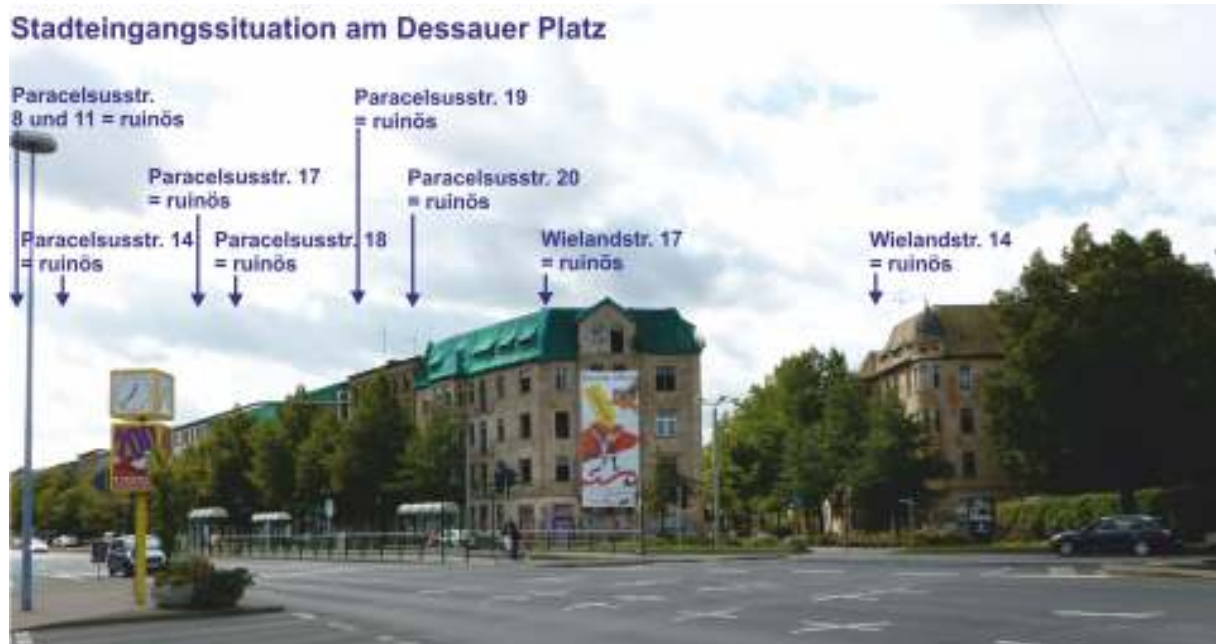 Stadteingangssituation am Dessauer Platz
Paracelsusstr.
8 und 11 = ruinös
Paracelsusstr. 19
= ruinös
Paracelsusstr. 17
= ruinös
Paracelsusstr. 20
= ruinös
Paracelsusstr. 14
= ruinös
Paracelsusstr. 18
= ruinös
Wielandstr. 17
= ruinös
Wielandstr. 14
= ruinös